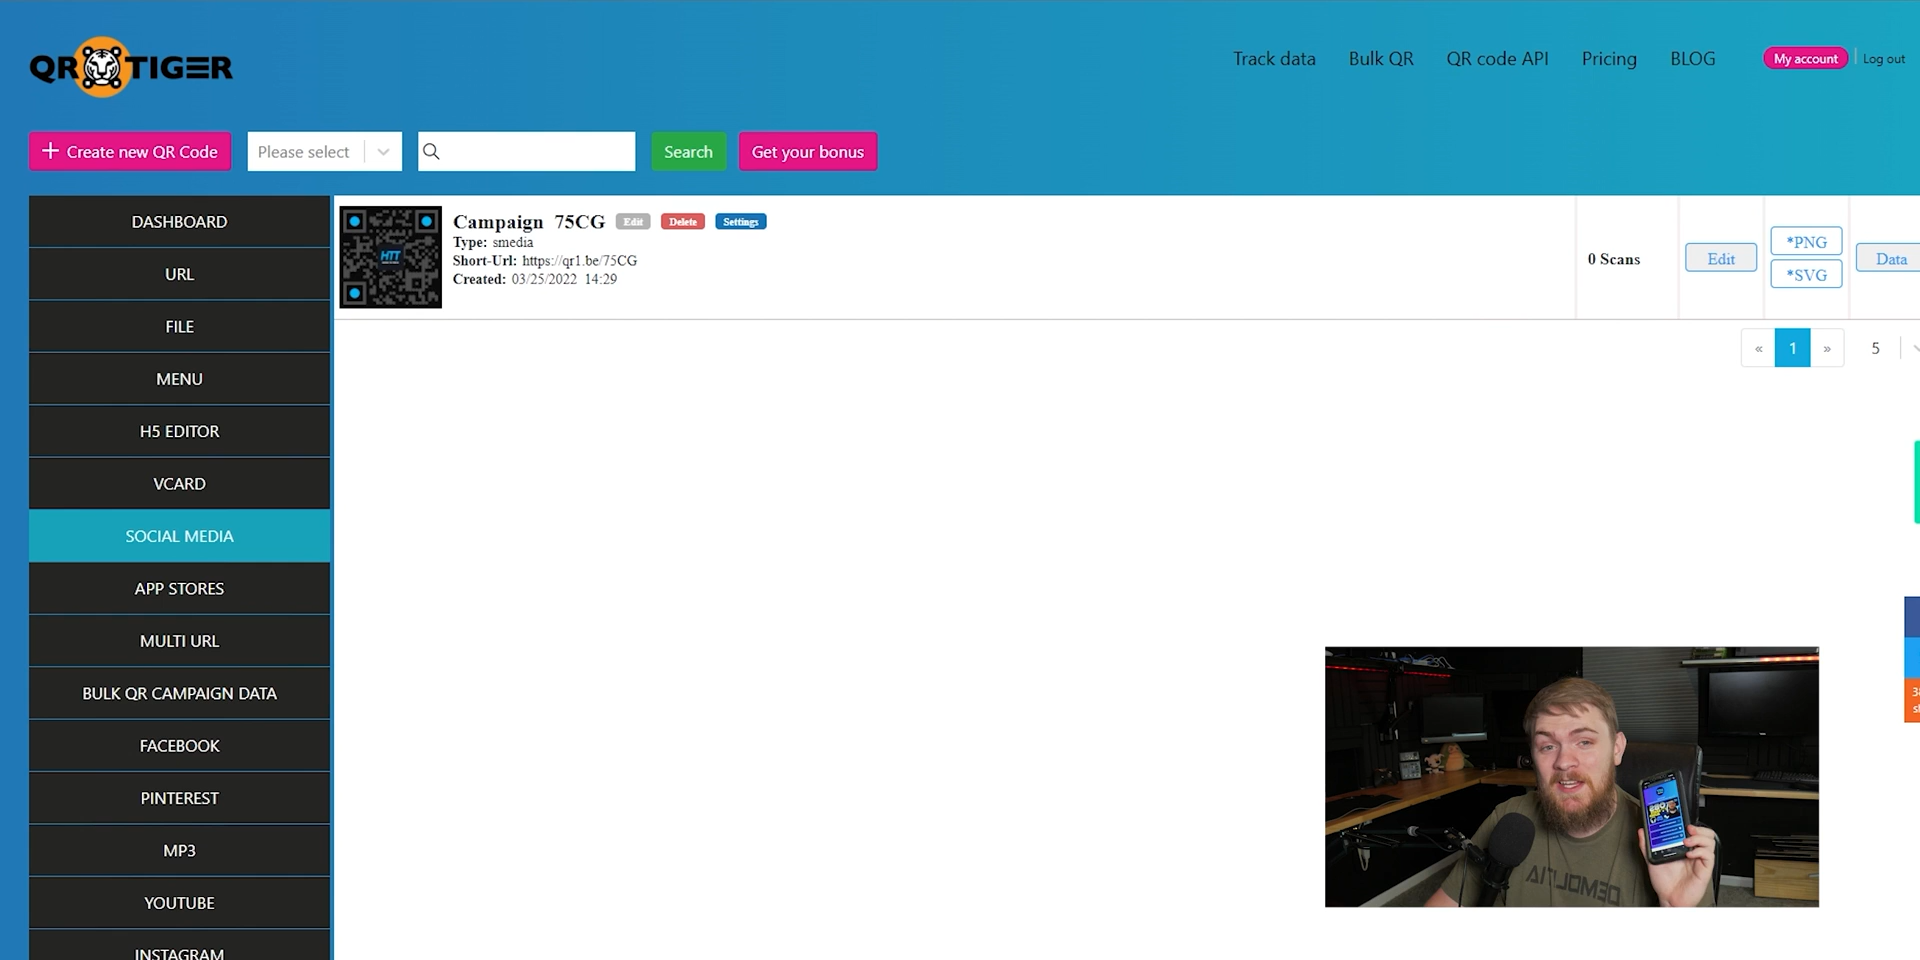 QR TIGER
Track data Bulk QR QR code API Pricing BLOG My account Log out
+ Create new QR Code Please select Search Get your bonus
DASHBOARD
URL
FILE
MENU
H5 EDITOR
VCARD
SOCIAL MEDIA
APP STORES
MULTI URL
BULK QR CAMPAIGN DATA
FACEBOOK
PINTEREST
MP3
YOUTUBE
INSTAGRAM
HTT
Campaign 75CG Edit Delete Settings
Type: smedia
Short-Url: https://qr1.be/75CG
Created: 03/25/2022 14:29
0 Scans
Edit
*PNG
*SVG
Data
« 1 » 5
DEMOLITIA